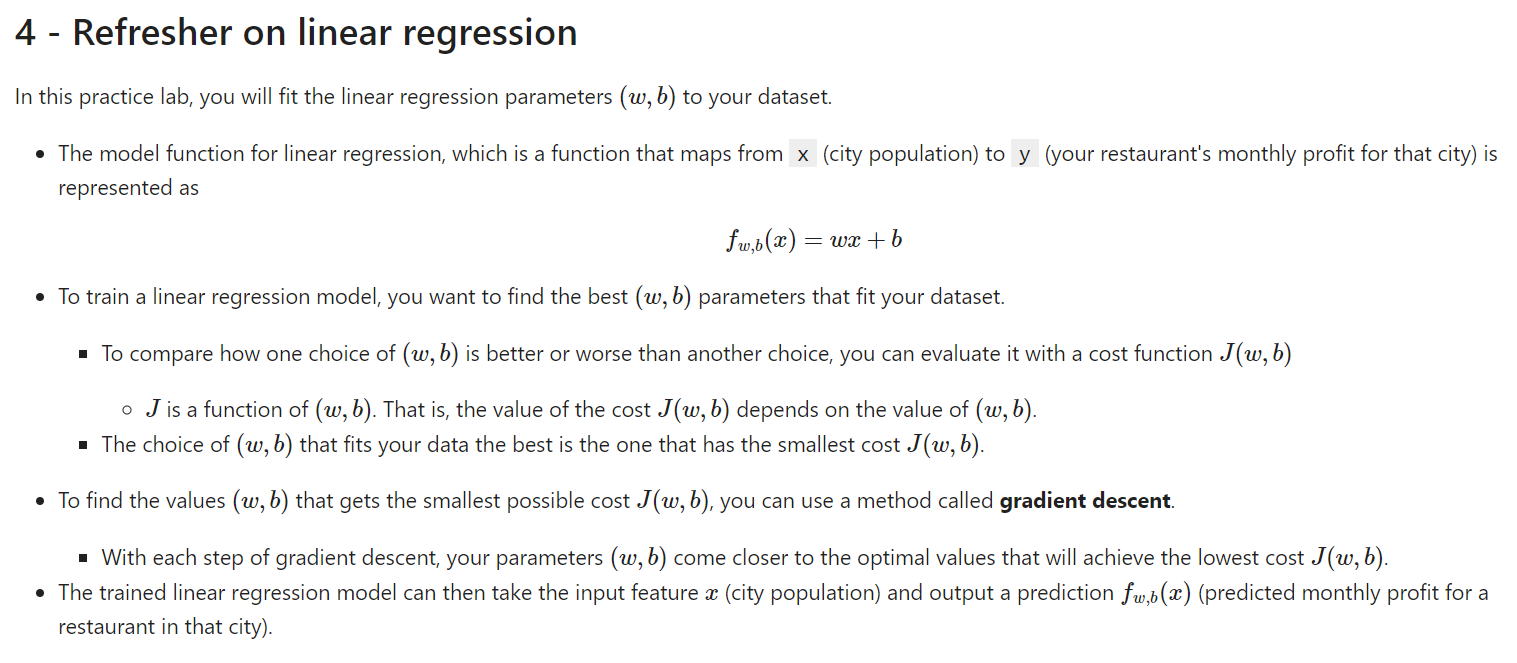 4 - Refresher on linear regression
In this practice lab, you will fit the linear regression parameters (w, b) to your dataset.
• The model function for linear regression, which is a function that maps from x (city population) to y (your restaurant's monthly profit for that city) is
represented as
f_{w,b}(x) = wx + b
• To train a linear regression model, you want to find the best (w, b) parameters that fit your dataset.
▪ To compare how one choice of (w, b) is better or worse than another choice, you can evaluate it with a cost function J(w, b)
○ J is a function of (w, b). That is, the value of the cost J(w, b) depends on the value of (w, b).
▪ The choice of (w, b) that fits your data the best is the one that has the smallest cost J(w, b).
• To find the values (w, b) that gets the smallest possible cost J(w, b), you can use a method called gradient descent.
▪ With each step of gradient descent, your parameters (w, b) come closer to the optimal values that will achieve the lowest cost J(w, b).
• The trained linear regression model can then take the input feature x (city population) and output a prediction f_{w,b}(x) (predicted monthly profit for a
restaurant in that city).